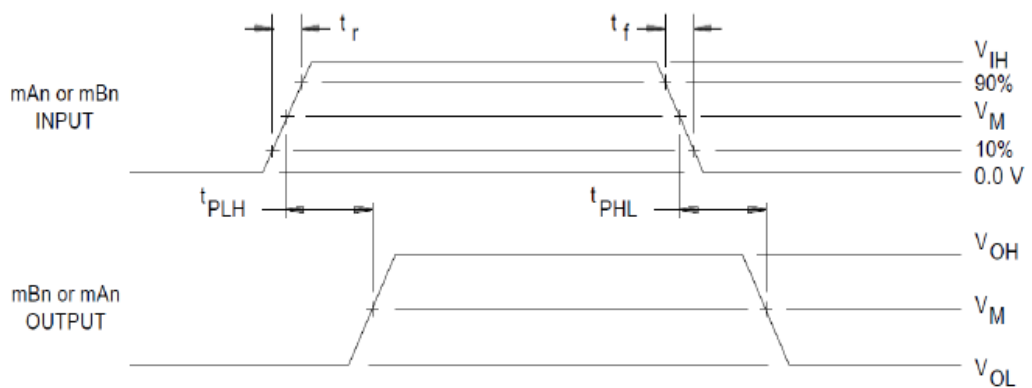 t r
t f
V IH
90%
mAn or mBn
INPUT
V M
10%
0.0 V
t PLH
t PHL
V OH
mBn or mAn
OUTPUT
V M
V OL